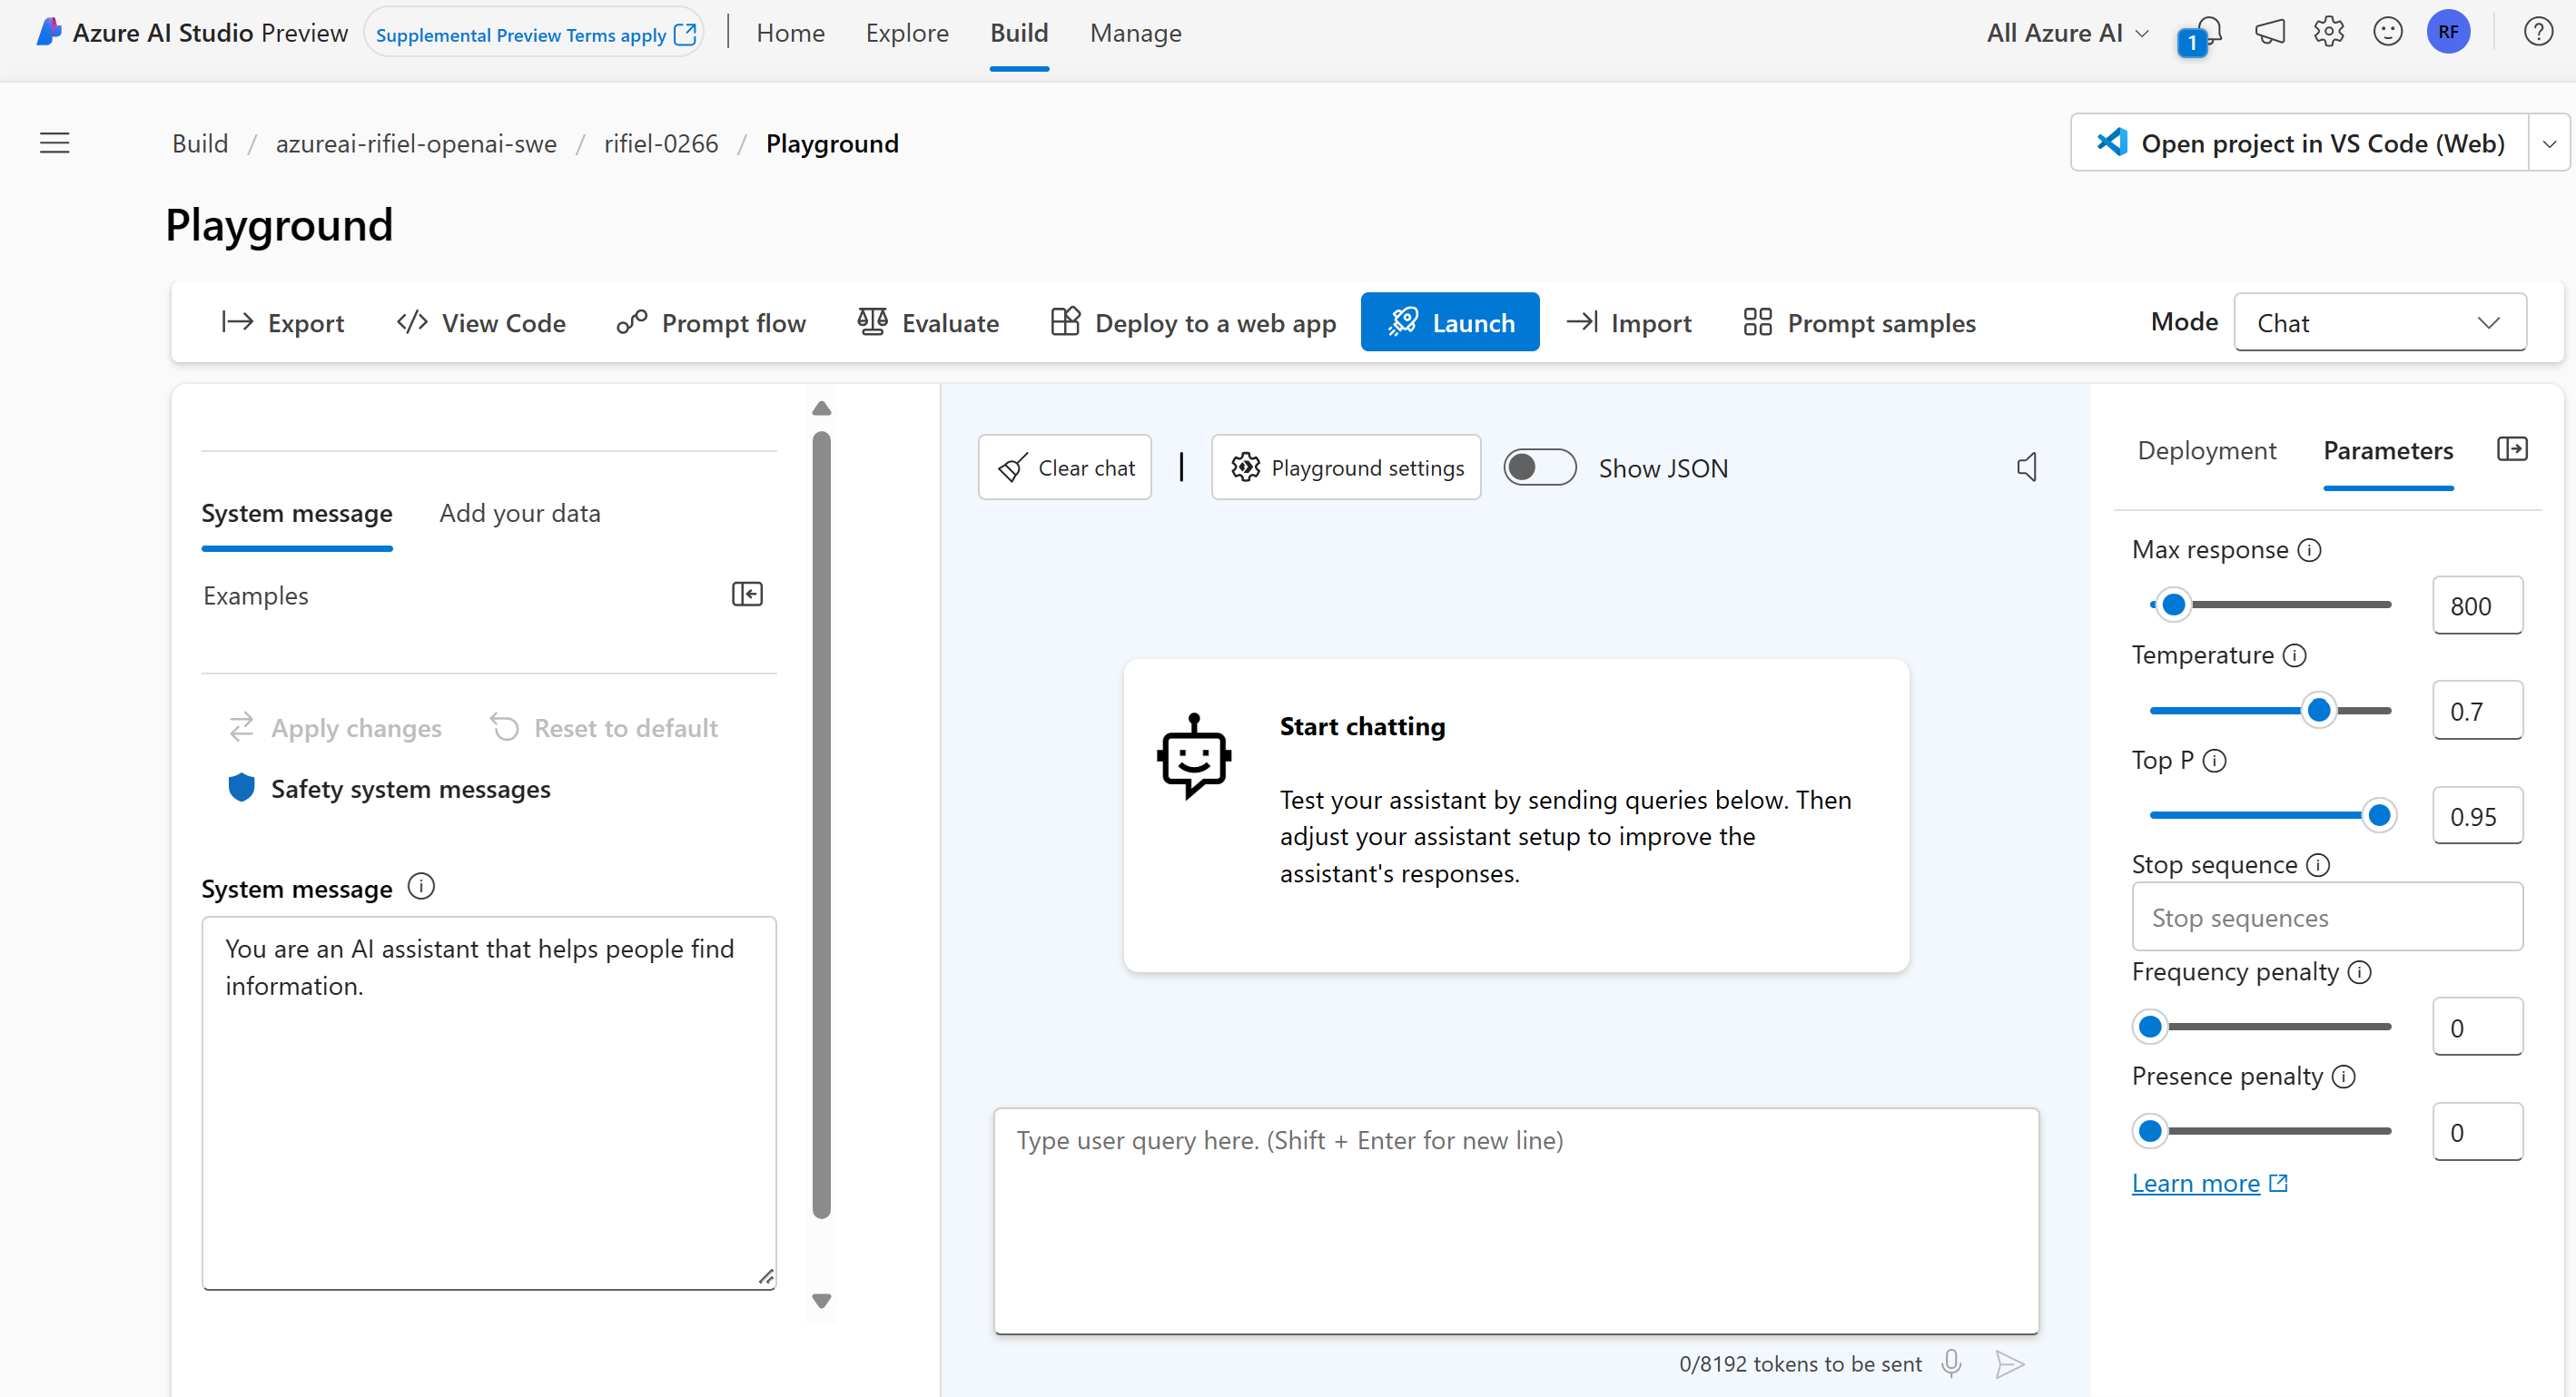 Azure AI Studio Preview
Supplemental Preview Terms apply
Home
Explore
Build
Manage
All Azure AI
1
RF
Build / azureai-rifiel-openai-swe / rifiel-0266 / Playground
Open project in VS Code (Web)
Playground
Export
View Code
Prompt flow
Evaluate
Deploy to a web app
Launch
Import
Prompt samples
Mode
Chat
System message
Add your data
Examples
Apply changes
Reset to default
Safety system messages
System message
You are an AI assistant that helps people find
information.
Clear chat
Playground settings
Show JSON
Start chatting
Test your assistant by sending queries below. Then
adjust your assistant setup to improve the
assistant's responses.
Type user query here. (Shift + Enter for new line)
0/8192 tokens to be sent
Deployment
Parameters
Max response
800
Temperature
0.7
Top P
0.95
Stop sequence
Stop sequences
Frequency penalty
0
Presence penalty
0
Learn more